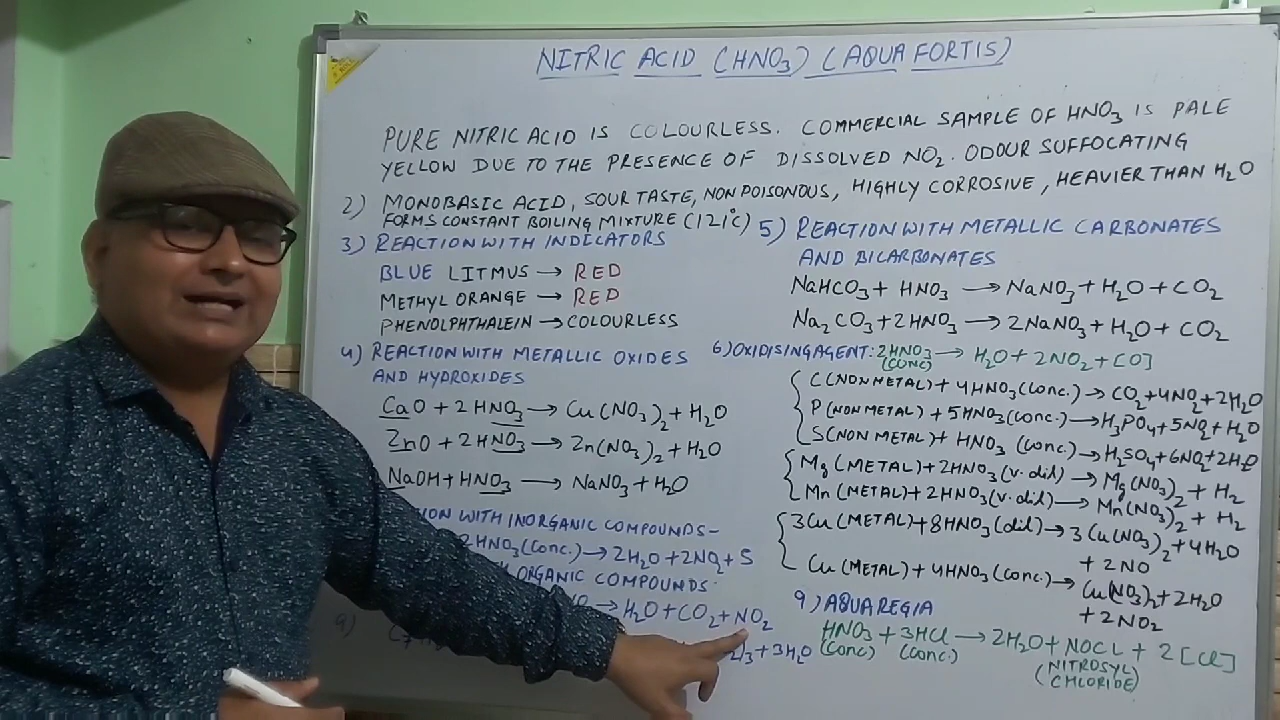 NITRIC ACID (HNO3) (AQUA FORTIS)
PURE NITRIC ACID IS COLOURLESS. COMMERCIAL SAMPLE OF HNO3 IS PALE
YELLOW DUE TO THE PRESENCE OF DISSOLVED NO2. ODOUR SUFFOCATING
2) MONOBASIC ACID, SOUR TASTE, NON POISONOUS, HIGHLY CORROSIVE, HEAVIER THAN H2O
FORMS CONSTANT BOILING MIXTURE (121°C)
3) REACTION WITH INDICATORS
BLUE LITMUS → RED
METHYL ORANGE → RED
PHENOLPHTHALEIN → COLOURLESS
4) REACTION WITH METALLIC OXIDES
AND HYDROXIDES
CaO + 2HNO3 → Cu(NO3)2 + H2O
ZnO + 2HNO3 → Zn(NO3)2 + H2O
NaOH + HNO3 → NaNO3 + H2O
WITH INORGANIC COMPOUNDS-
2HNO3(Conc.) → 2H2O + 2NO2 + S
ORGANIC COMPOUNDS:
→ H2O + CO2 + NO2
9)
)3 + 3H2O
5) REACTION WITH METALLIC CARBONATES
AND BICARBONATES
NaHCO3 + HNO3 → NaNO3 + H2O + CO2
Na2CO3 + 2HNO3 → 2NaNO3 + H2O + CO2
6) OXIDISING AGENT: 2HNO3 → H2O + 2NO2 + [O]
(CONC)
C(NON METAL) + 4HNO3(Conc.) → CO2 + 4NO2 + 2H2O
P(NON METAL) + 5HNO3(Conc.) → H3PO4 + 5NO2 + H2O
S(NON METAL) + HNO3 (Conc.) → H2SO4 + 6NO2 + 2H2O
Mg(METAL) + 2HNO3(v.dil) → Mg(NO3)2 + H2
Mn(METAL) + 2HNO3(v.dil) → Mn(NO3)2 + H2
3Cu(METAL) + 8HNO3(dil) → 3Cu(NO3)2 + 4H2O
+ 2NO
Cu(METAL) + 4HNO3(Conc.) → Cu(NO3)2 + 2H2O
+ 2NO2
9) AQUA REGIA
HNO3 + 3HCl → 2H2O + NOCl + 2[Cl]
(Conc) (Conc.) (NITROSYL
CHLORIDE)